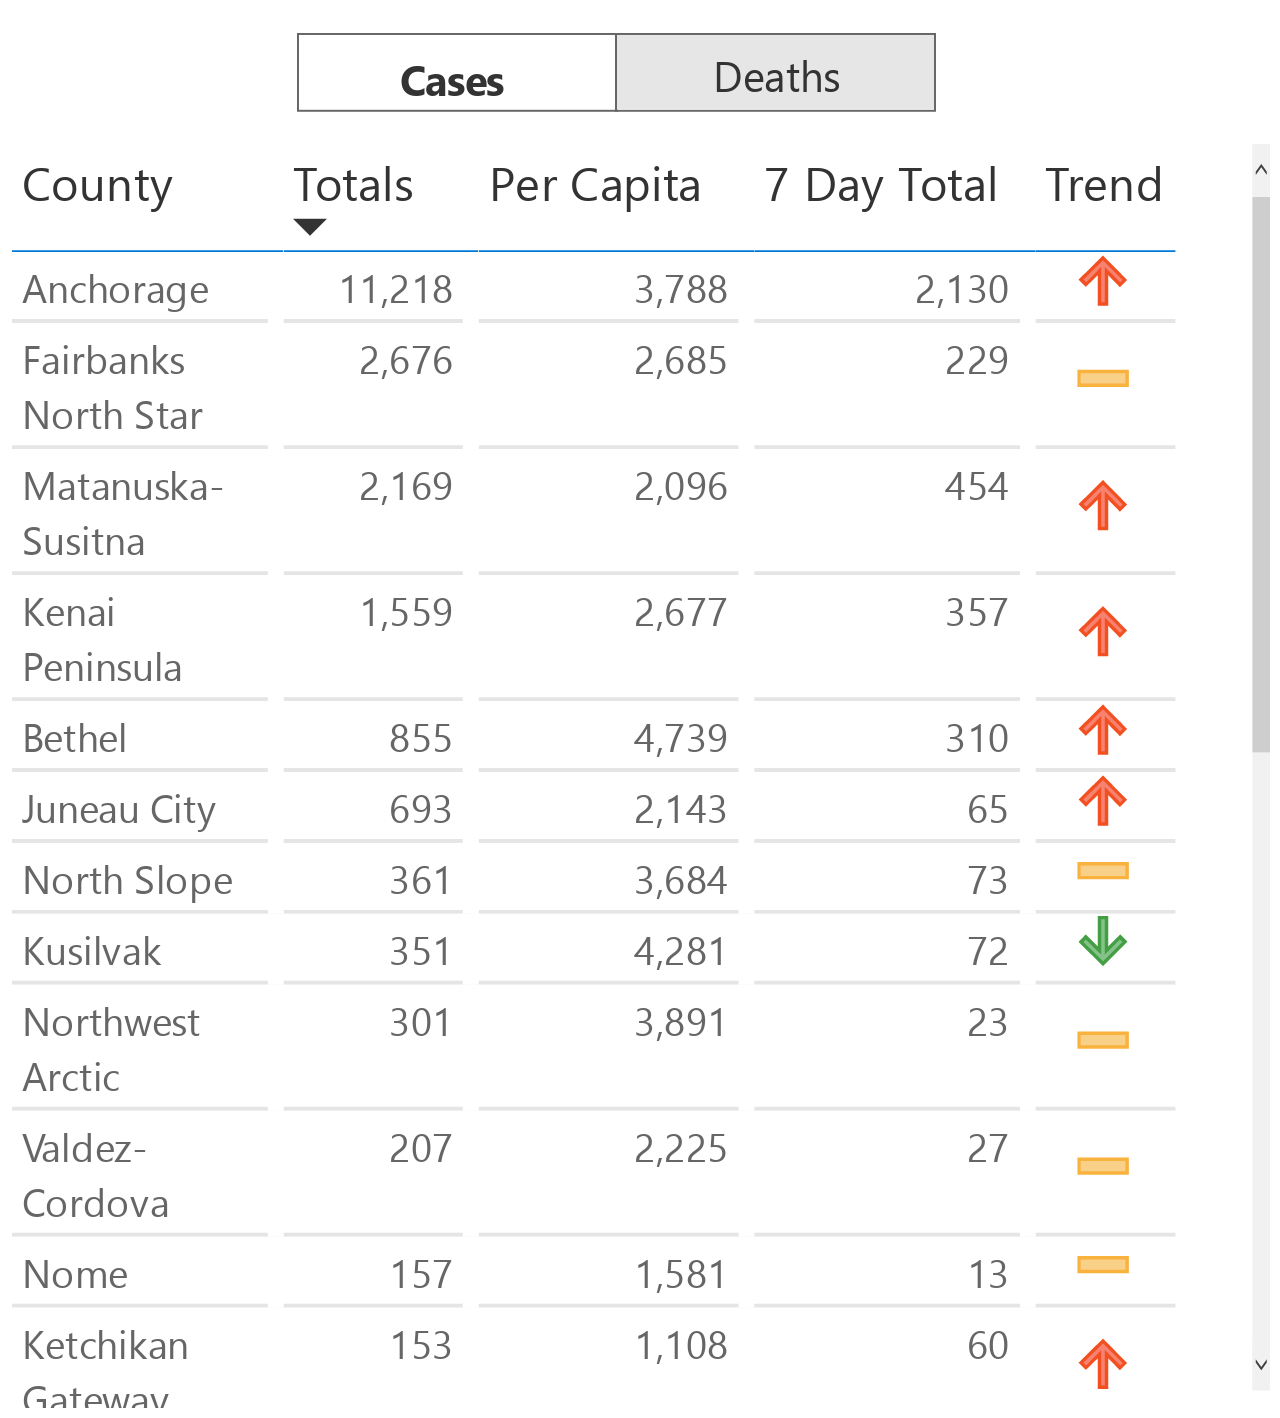 Cases Deaths
County Totals Per Capita 7 Day Total Trend
Anchorage 11,218 3,788 2,130
Fairbanks 2,676 2,685 229
North Star
Matanuska- 2,169 2,096 454
Susitna
Kenai 1,559 2,677 357
Peninsula
Bethel 855 4,739 310
Juneau City 693 2,143 65
North Slope 361 3,684 73
Kusilvak 351 4,281 72
Northwest 301 3,891 23
Arctic
Valdez- 207 2,225 27
Cordova
Nome 157 1,581 13
Ketchikan 153 1,108 60
Gateway